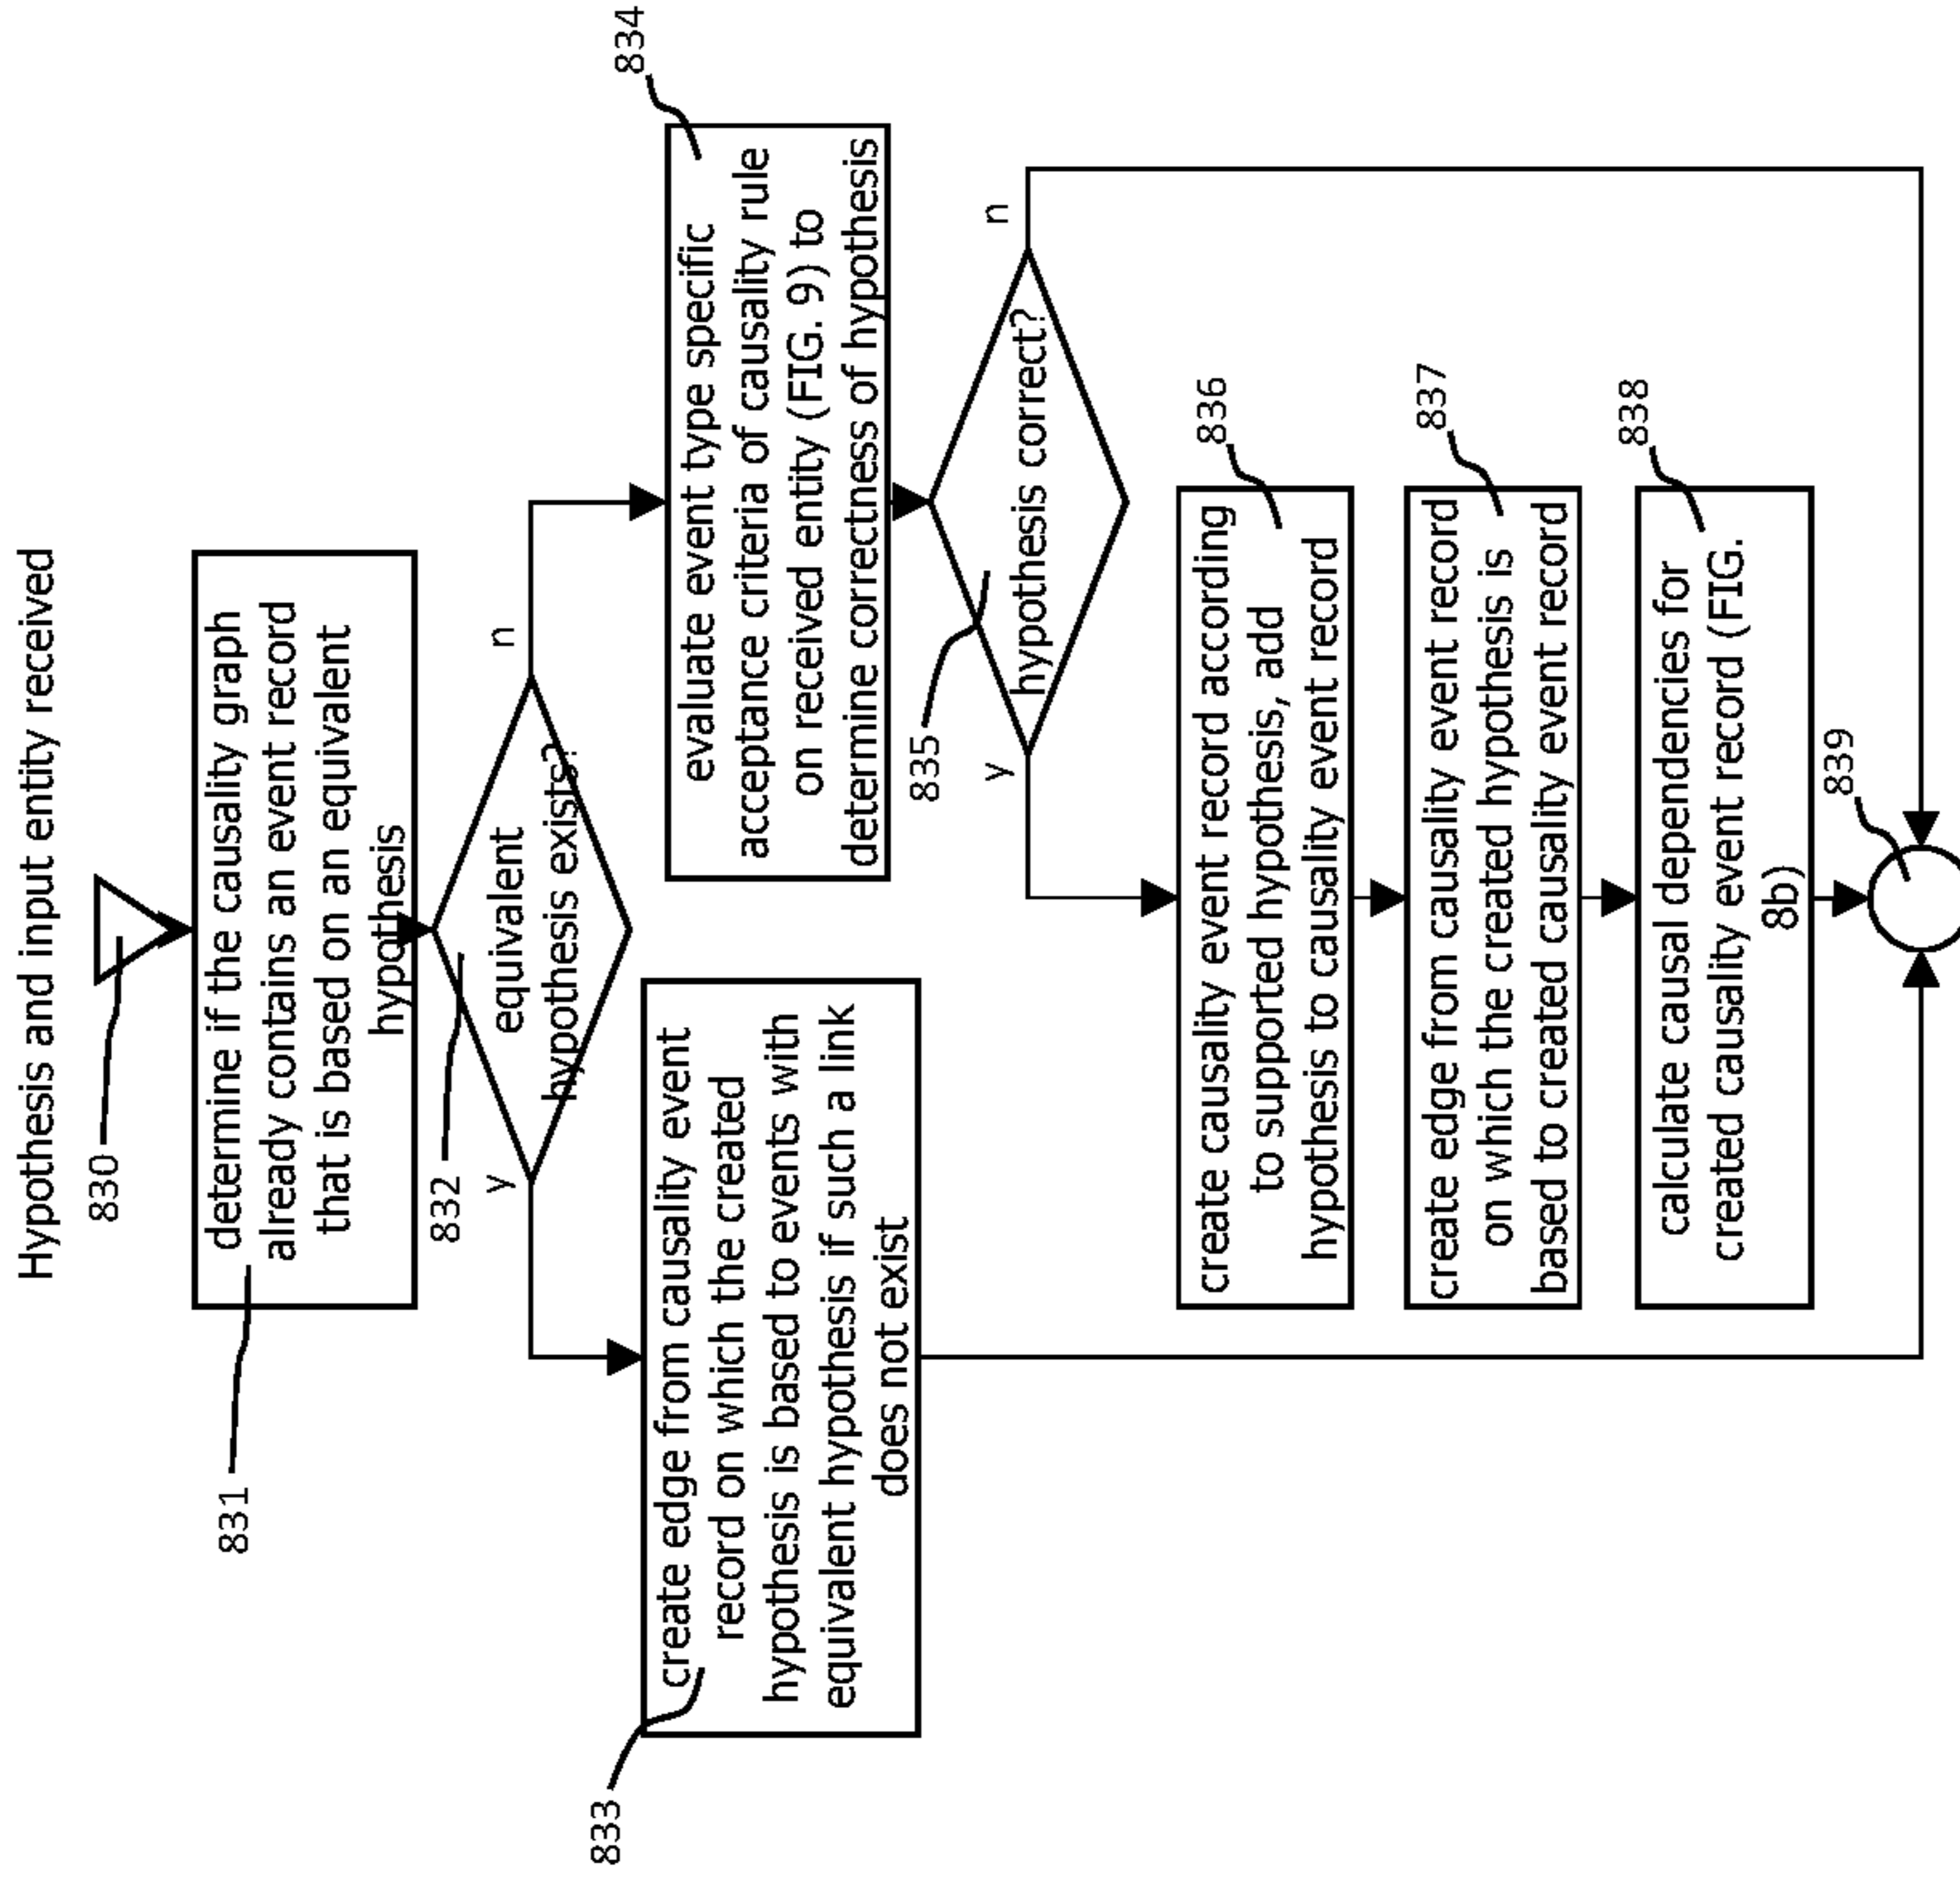 Hypothesis and input entity received
830
831
determine if the causality graph
already contains an event record
that is based on an equivalent
hypothesis
832
equivalent
hypothesis exists?
y
n
833
create edge from causality event
record on which the created
hypothesis is based to events with
equivalent hypothesis if such a link
does not exist
834
evaluate event type specific
acceptance criteria of causality rule
on received entity (FIG. 9) to
determine correctness of hypothesis
835
hypothesis correct?
y
n
836
create causality event record according
to supported hypothesis, add
hypothesis to causality event record
837
create edge from causality event record
on which the created hypothesis is
based to created causality event record
838
calculate causal dependencies for
created causality event record (FIG.
8b)
839